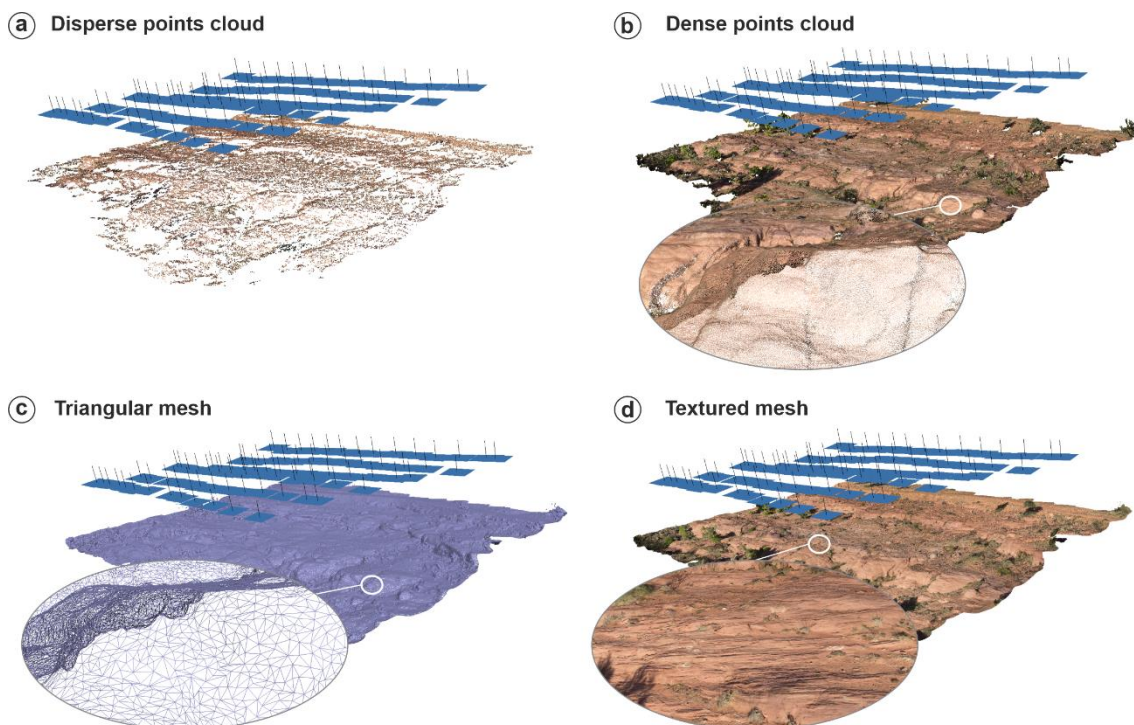 a Disperse points cloud
b Dense points cloud
c Triangular mesh
d Textured mesh